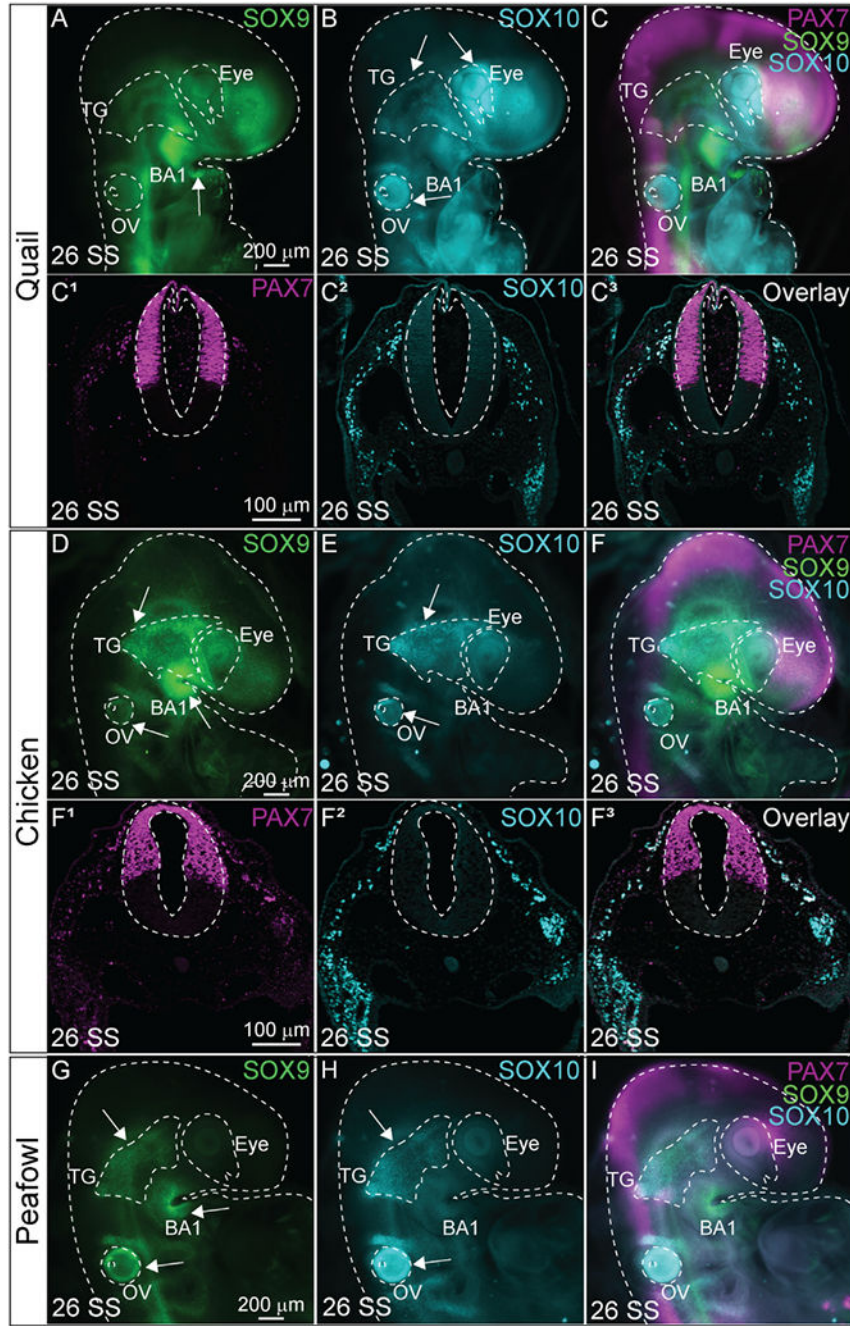 Quail
A
SOX9
Eye
TG
BA1
OV
26 SS
200 µm
B
SOX10
Eye
TG
BA1
OV
26 SS
C
PAX7
SOX9
SOX10
Eye
TG
BA1
OV
26 SS
C¹
PAX7
26 SS
100 µm
C²
SOX10
26 SS
C³
Overlay
26 SS
Chicken
D
SOX9
TG
Eye
BA1
OV
26 SS
200 µm
E
SOX10
TG
Eye
BA1
OV
26 SS
F
PAX7
SOX9
SOX10
TG
Eye
BA1
OV
26 SS
F¹
PAX7
26 SS
100 µm
F²
SOX10
26 SS
F³
Overlay
26 SS
Peafowl
G
SOX9
Eye
TG
BA1
OV
26 SS
200 µm
H
SOX10
Eye
TG
BA1
OV
26 SS
I
PAX7
SOX9
SOX10
Eye
TG
BA1
OV
26 SS